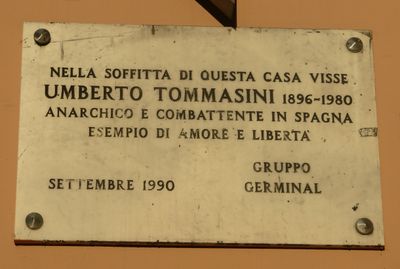 NELLA SOFFITTA DI QUESTA CASA VISSE
UMBERTO TOMMASINI 1896-1980
ANARCHICO E COMBATTENTE IN SPAGNA
ESEMPIO DI AMORE E LIBERTA
GRUPPO
SETTEMBRE 1990 GERMINAL